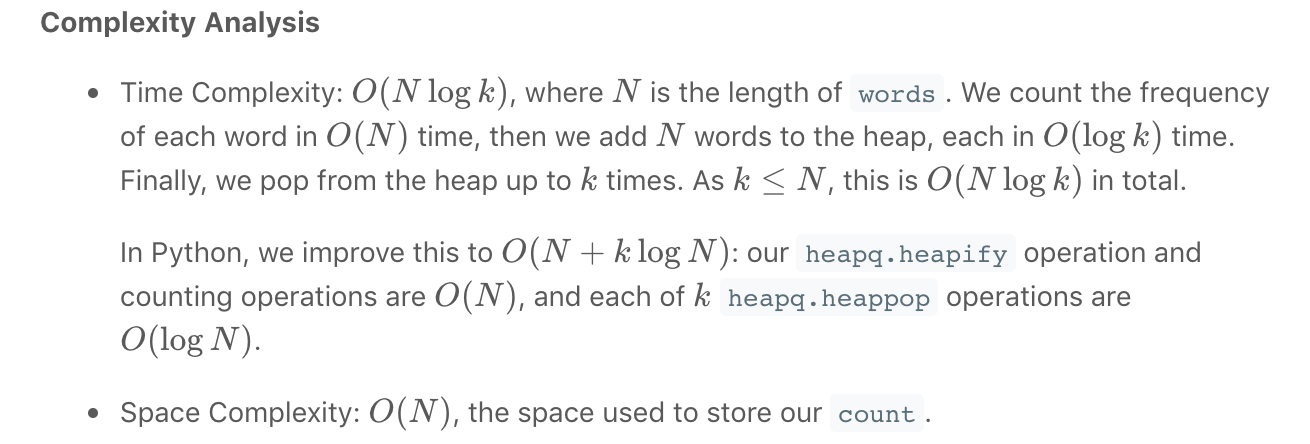 Complexity Analysis
• Time Complexity: O(N log k), where N is the length of words . We count the frequency
of each word in O(N) time, then we add N words to the heap, each in O(log k) time.
Finally, we pop from the heap up to k times. As k ≤ N, this is O(N log k) in total.
In Python, we improve this to O(N + k log N): our heapq.heapify operation and
counting operations are O(N), and each of k heapq.heappop operations are
O(log N).
• Space Complexity: O(N), the space used to store our count .